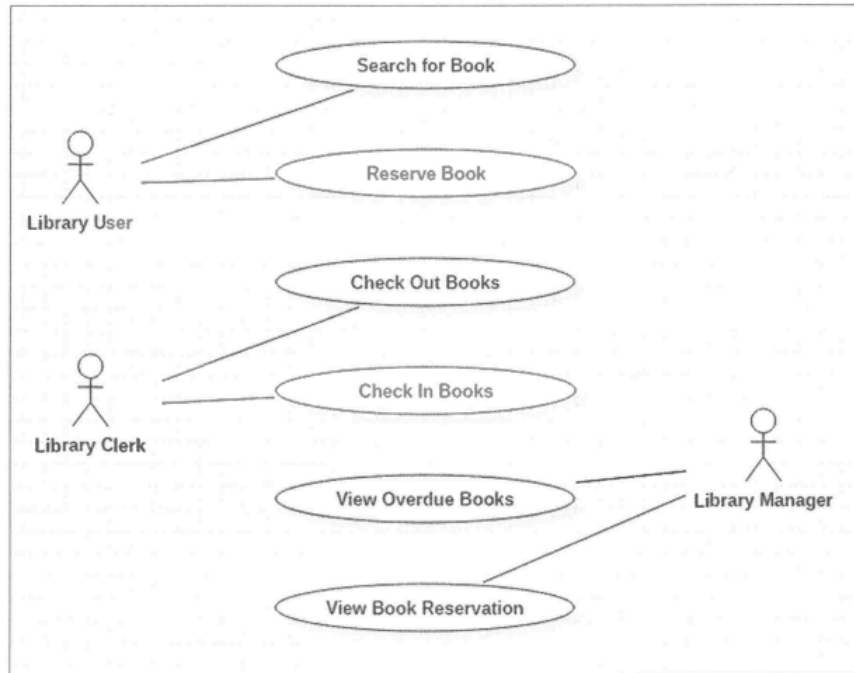 Search for Book
Reserve Book
Library User
Check Out Books
Check In Books
Library Clerk
View Overdue Books
Library Manager
View Book Reservation